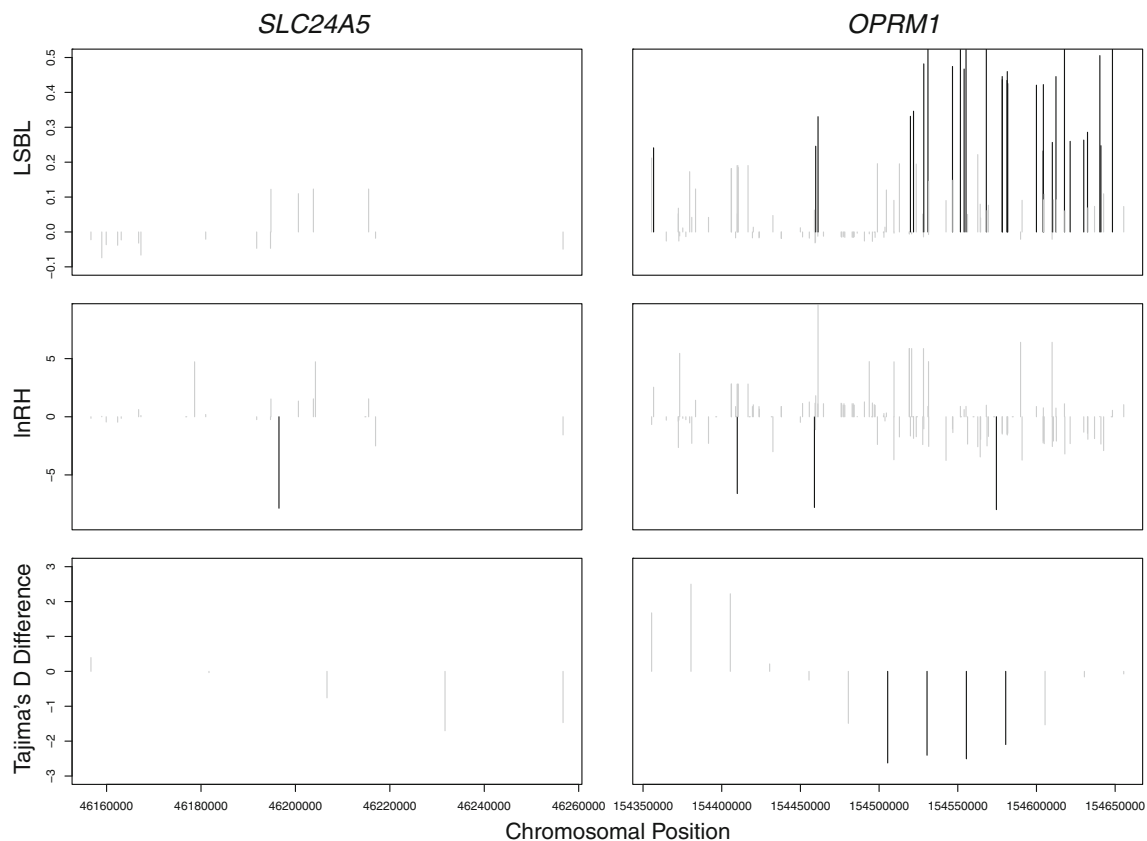 SLC24A5 OPRM1
LSBL
0.5
0.4
0.3
0.2
0.1
0.0
−0.1
lnRH
5
0
−5
Tajima's D Difference
3
2
1
0
−1
−2
−3
46160000 46180000 46200000 46220000 46240000 46260000 154350000 154400000 154450000 154500000 154550000 154600000 154650000
Chromosomal Position